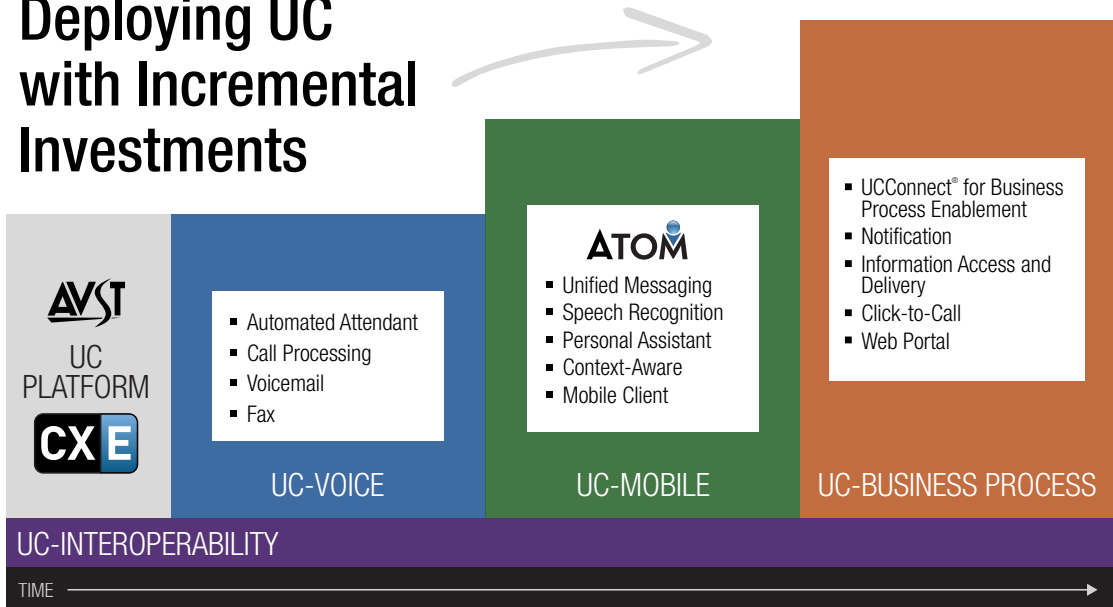 Deploying UC
with Incremental
Investments
AVST
UC
PLATFORM
CXE
▪ Automated Attendant
▪ Call Processing
▪ Voicemail
▪ Fax
UC-VOICE
ATOM
▪ Unified Messaging
▪ Speech Recognition
▪ Personal Assistant
▪ Context-Aware
▪ Mobile Client
UC-MOBILE
▪ UCConnect® for Business
Process Enablement
▪ Notification
▪ Information Access and
Delivery
▪ Click-to-Call
▪ Web Portal
UC-BUSINESS PROCESS
UC-INTEROPERABILITY
TIME